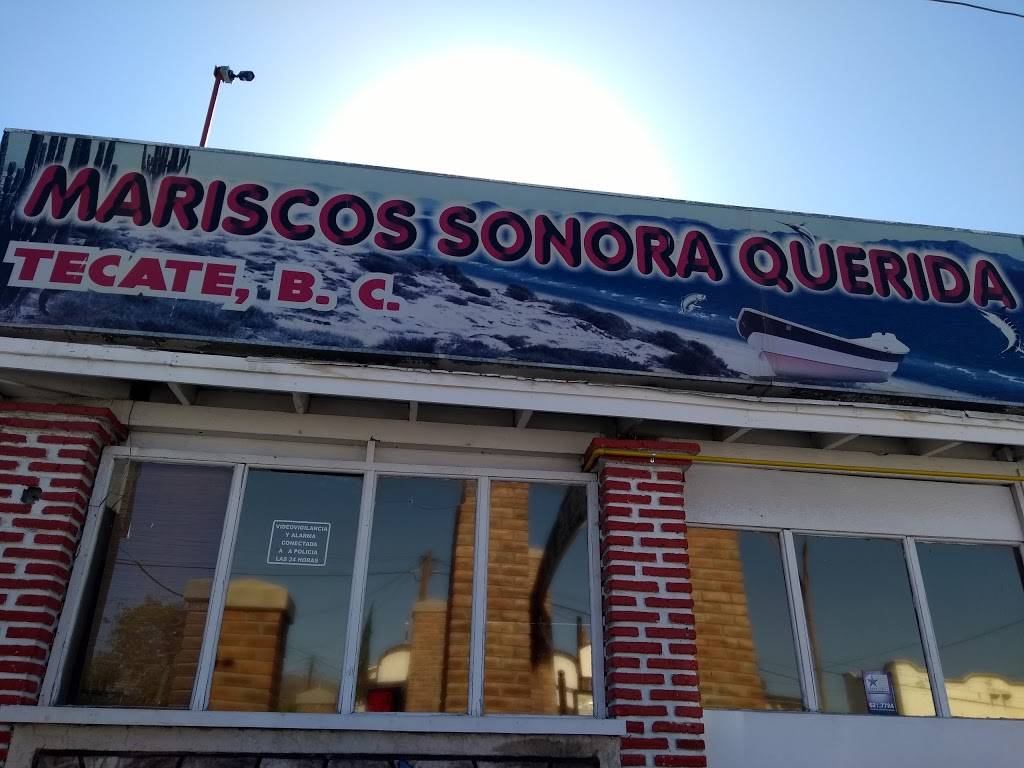 MARISCOS SONORA QUERIDA
TECATE, B. C.
VIDEOVIGILANCIA
Y ALARMA
CONECTADA
A A POLICIA
LAS 24 HORAS